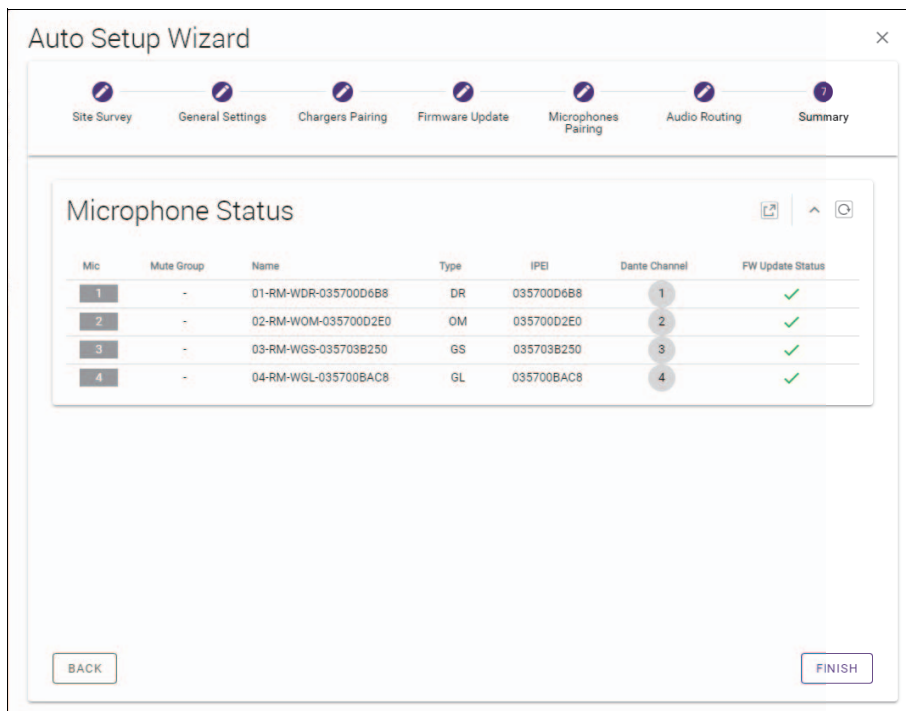 Auto Setup Wizard
Site Survey General Settings Chargers Pairing Firmware Update Microphones Pairing Audio Routing 7 Summary
Microphone Status
Mic Mute Group Name Type IPEI Dante Channel FW Update Status
1 - 01-RM-WDR-035700D6B8 DR 035700D6B8 1
2 - 02-RM-WOM-035700D2E0 OM 035700D2E0 2
3 - 03-RM-WGS-035703B250 GS 035703B250 3
4 - 04-RM-WGL-035700BAC8 GL 035700BAC8 4
BACK FINISH